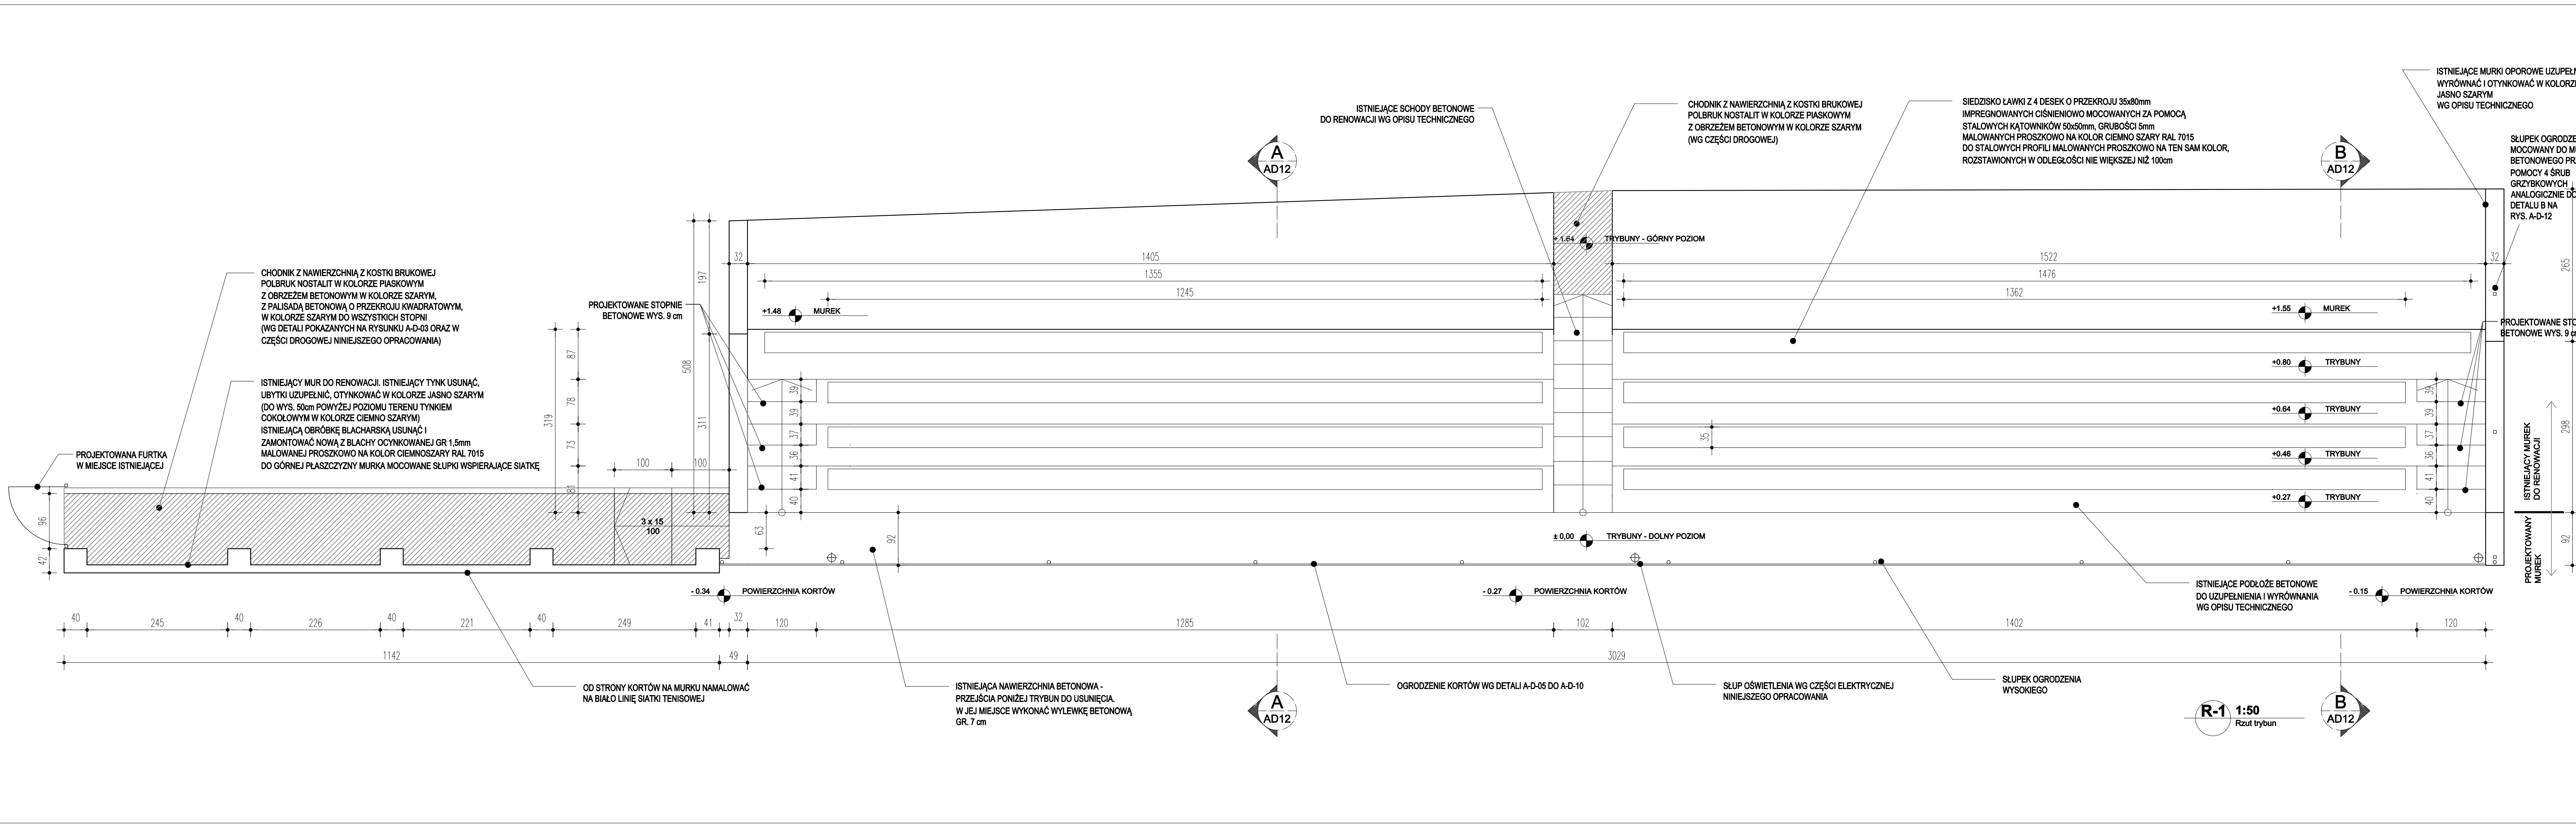 ISTNIEJĄCE MURKI OPOROWE
WYRÓWNAĆ I OTYNKOWAĆ W
JASNO SZARYM
WG OPISU TECHNICZNEGO
ISTNIEJĄCE SCHODY BETONOWE
DO RENOWACJI WG OPISU TECHNICZNEGO
CHODNIK Z NAWIERZCHNIĄ Z KOSTKI BRUKOWEJ
POLBRUK NOSTALIT W KOLORZE PIASKOWYM
Z OBRZEŻEM BETONOWYM W KOLORZE SZARYM
(WG CZĘŚCI DROGOWEJ)
SIEDZISKO ŁAWKI Z 4 DESEK O PRZEKROJU 35x80mm
IMPREGNOWANYCH CIŚNIENIOWO MOCOWANYCH ZA POMOCĄ
STALOWYCH KĄTOWNIKÓW 50x50mm, GRUBOŚCI 5mm
MALOWANYCH PROSZKOWO NA KOLOR CIEMNO SZARY RAL 7015
DO STALOWYCH PROFILI MALOWANYCH PROSZKOWO NA TEN SAM KOLOR,
ROZSTAWIONYCH W ODLEGŁOŚCI NIE WIĘKSZEJ NIŻ 100cm
SŁUPEK
MOCOWANY DO
BETONOWEGO
POMOCY 4 ŚRUB
GRZYBKOWYCH
ANALOGICZNIE DO
DETALU B NA
RYS. A-D-12
A
AD12
B
AD12
+ 1.64 TRYBUNY - GÓRNY POZIOM
32 1405 1522 32
1355 1476
1245 1362
197
508
311
265
298
92
CHODNIK Z NAWIERZCHNIĄ Z KOSTKI BRUKOWEJ
POLBRUK NOSTALIT W KOLORZE PIASKOWYM
Z OBRZEŻEM BETONOWYM W KOLORZE SZARYM,
Z PALISADĄ BETONOWĄ O PRZEKROJU KWADRATOWYM,
W KOLORZE SZARYM DO WSZYSTKICH STOPNI
(WG DETALI POKAZANYCH NA RYSUNKU A-D-03 ORAZ W
CZĘŚCI DROGOWEJ NINIEJSZEGO OPRACOWANIA)
PROJEKTOWANE STOPNIE
BETONOWE WYS. 9 cm
+1.48 MUREK
+1.55 MUREK
PROJEKTOWANE
BETONOWE WYS. 9
ISTNIEJĄCY MUR DO RENOWACJI. ISTNIEJĄCY TYNK USUNĄĆ,
UBYTKI UZUPEŁNIĆ, OTYNKOWAĆ W KOLORZE JASNO SZARYM
(DO WYS. 50cm POWYŻEJ POZIOMU TERENU TYNKIEM
COKOŁOWYM W KOLORZE CIEMNO SZARYM)
ISTNIEJĄCĄ OBRÓBKĘ BLACHARSKĄ USUNĄĆ I
ZAMONTOWAĆ NOWĄ Z BLACHY OCYNKOWANEJ GR 1,5mm
MALOWANEJ PROSZKOWO NA KOLOR CIEMNOSZARY RAL 7015
DO GÓRNEJ PŁASZCZYZNY MURKA MOCOWANE SŁUPKI WSPIERAJĄCE SIATKĘ
PROJEKTOWANA FURTKA
W MIEJSCE ISTNIEJĄCEJ
319
87
78
73
81
39
39
37
36
41
40
35
39
39
37
36
41
40
+0.80 TRYBUNY
+0.64 TRYBUNY
+0.46 TRYBUNY
+0.27 TRYBUNY
ISTNIEJĄCY MUREK
DO RENOWACJI
PROJEKTOWANY
MUREK
100 100
3 x 15
100
96
42
63
92
± 0,00 TRYBUNY - DOLNY POZIOM
- 0.34 POWIERZCHNIA KORTÓW
- 0.27 POWIERZCHNIA KORTÓW
- 0.15 POWIERZCHNIA KORTÓW
ISTNIEJĄCE PODŁOŻE BETONOWE
DO UZUPEŁNIENIA I WYRÓWNANIA
WG OPISU TECHNICZNEGO
40 245 40 226 40 221 40 249 41 32 120 1285 102 1402 120
1142 49 3029
OD STRONY KORTÓW NA MURKU NAMALOWAĆ
NA BIAŁO LINIĘ SIATKI TENISOWEJ
ISTNIEJĄCA NAWIERZCHNIA BETONOWA -
PRZEJŚCIA PONIŻEJ TRYBUN DO USUNIĘCIA.
W JEJ MIEJSCE WYKONAĆ WYLEWKĘ BETONOWĄ
GR. 7 cm
OGRODZENIE KORTÓW WG DETALI A-D-05 DO A-D-10
SŁUP OŚWIETLENIA WG CZĘŚCI ELEKTRYCZNEJ
NINIEJSZEGO OPRACOWANIA
SŁUPEK OGRODZENIA
WYSOKIEGO
A
AD12
R-1 1:50
Rzut trybun
B
AD12